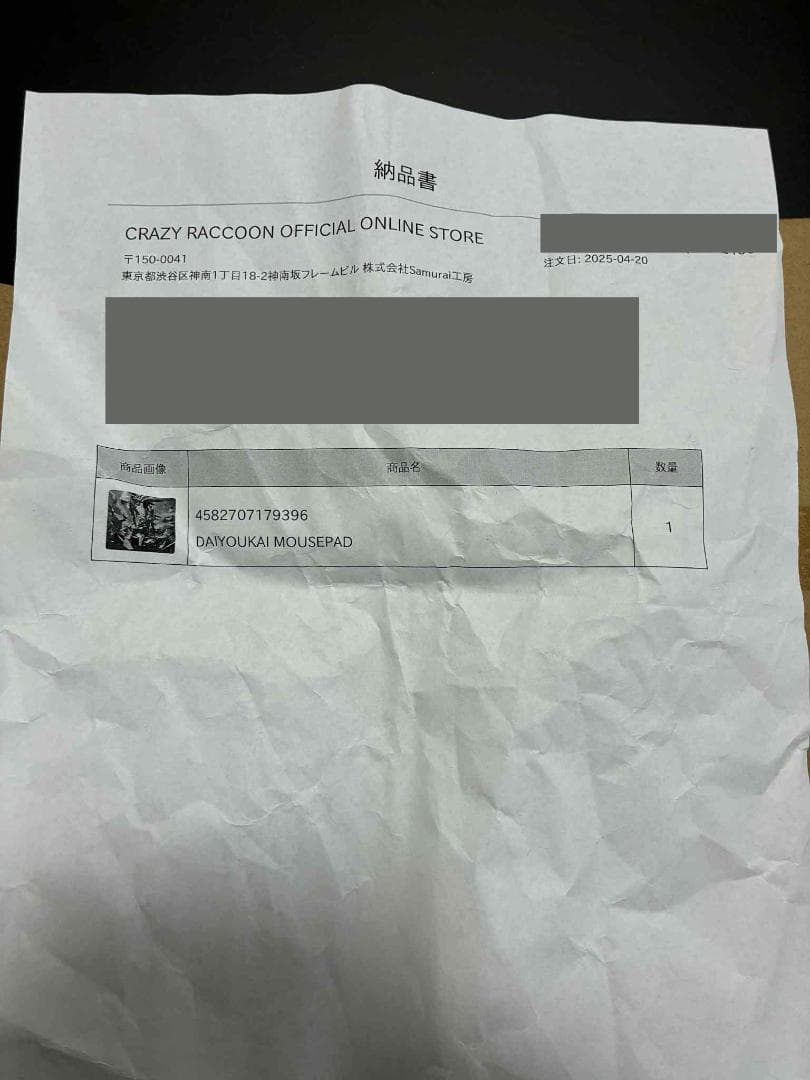 納品書
CRAZY RACCOON OFFICIAL ONLINE STORE
〒150-0041
東京都渋谷区神南1丁目18-2神南坂フレームビル 株式会社Samurai工房
注文日: 2025-04-20
商品画像 商品名 数量
4582707179396
DAIYOUKAI MOUSEPAD
1